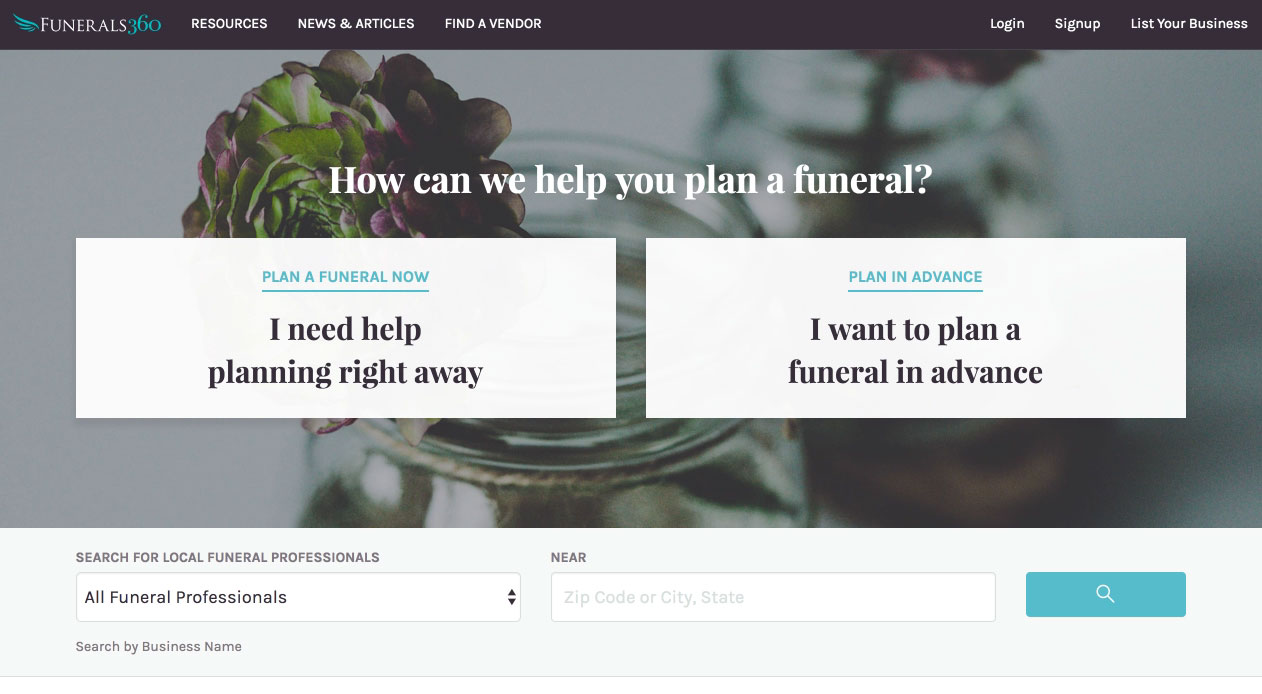 FUNERALS360 RESOURCES NEWS & ARTICLES FIND A VENDOR Login Signup List Your Business
How can we help you plan a funeral?
PLAN A FUNERAL NOW
I need help
planning right away
PLAN IN ADVANCE
I want to plan a
funeral in advance
SEARCH FOR LOCAL FUNERAL PROFESSIONALS
All Funeral Professionals
Search by Business Name
NEAR
Zip Code or City, State